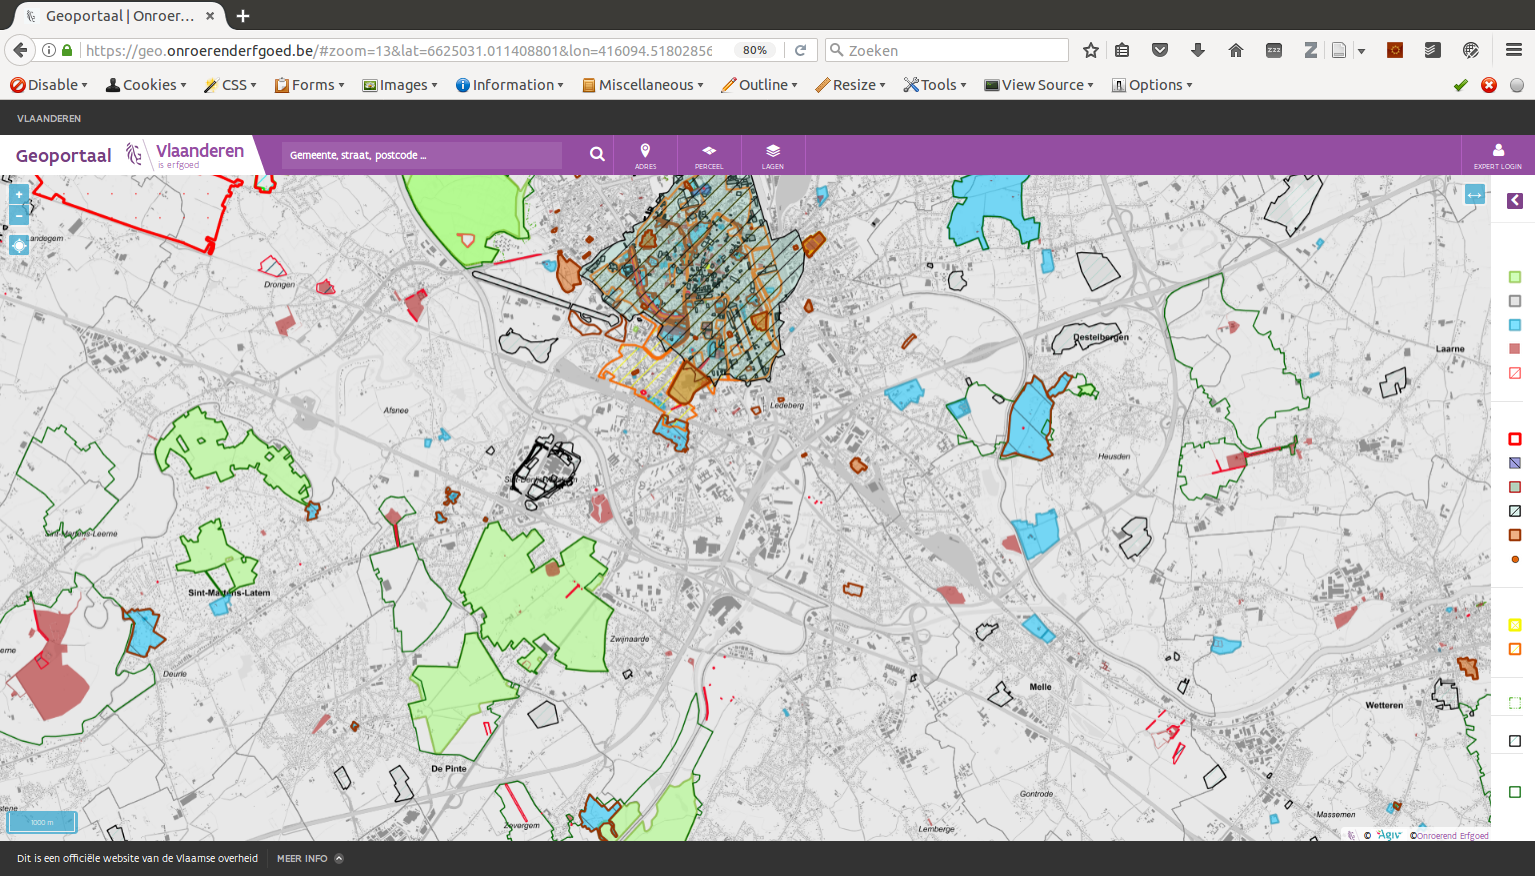 Geoportaal | Onroer...
https://geo.onroerenderfgoed.be/#zoom=13&lat=6625031.011408801&lon=416094.51802856
80%
Zoeken
Disable
Cookies
CSS
Forms
Images
Information
Miscellaneous
Outline
Resize
Tools
View Source
Options
VLAANDEREN
Geoportaal
Vlaanderen
is erfgoed
Gemeente, straat, postcode ...
ADRES
PERCEEL
LAGEN
EXPERT LOGIN
Drongen
Destelbergen
Laarne
Afsnee
Ledeberg
Heusden
Sint-Martens-Leerne
Sint-Martens-Latem
Zwijnaarde
Deurle
Melle
Wetteren
De Pinte
Gontrode
Zevergem
Lemberge
Massemen
1000 m
© Agiv ©Onroerend Erfgoed
Dit is een officiële website van de Vlaamse overheid
MEER INFO